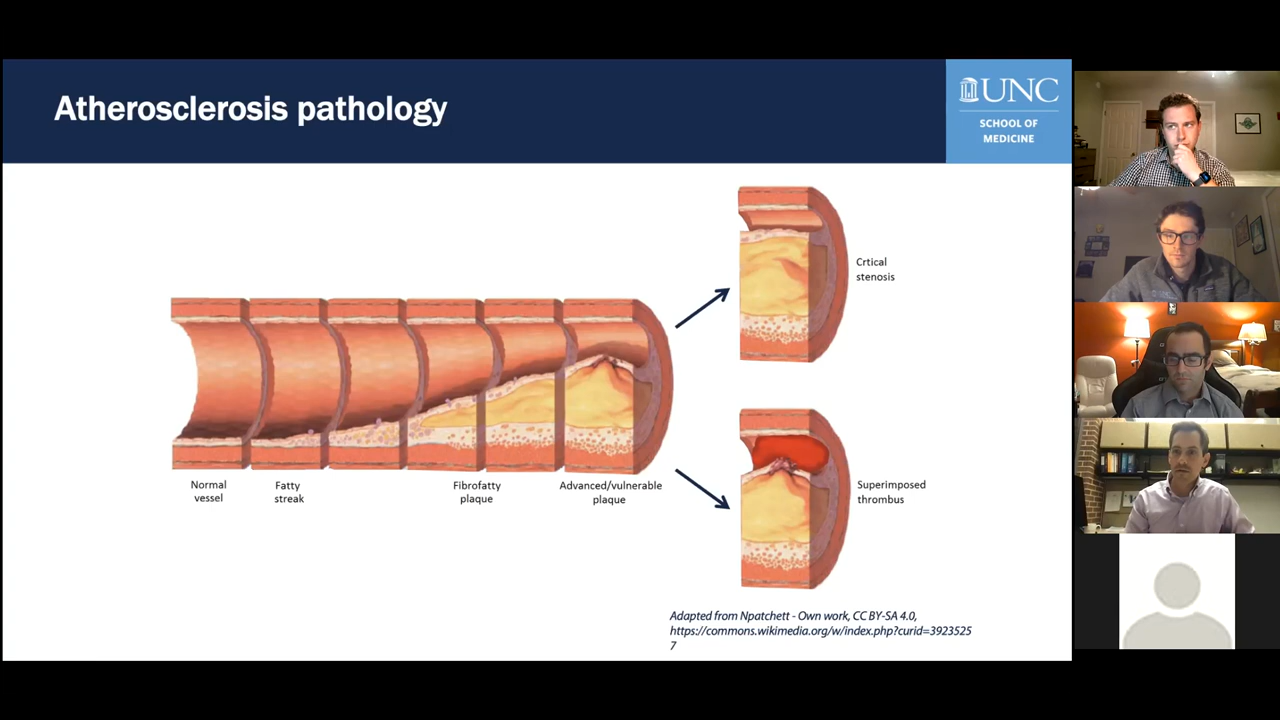 Atherosclerosis pathology
UNC
SCHOOL OF
MEDICINE
Crtical
stenosis
Normal
vessel
Fatty
streak
Fibrofatty
plaque
Advanced/vulnerable
plaque
Superimposed
thrombus
Adapted from Npatchett - Own work, CC BY-SA 4.0,
https://commons.wikimedia.org/w/index.php?curid=3923525
7